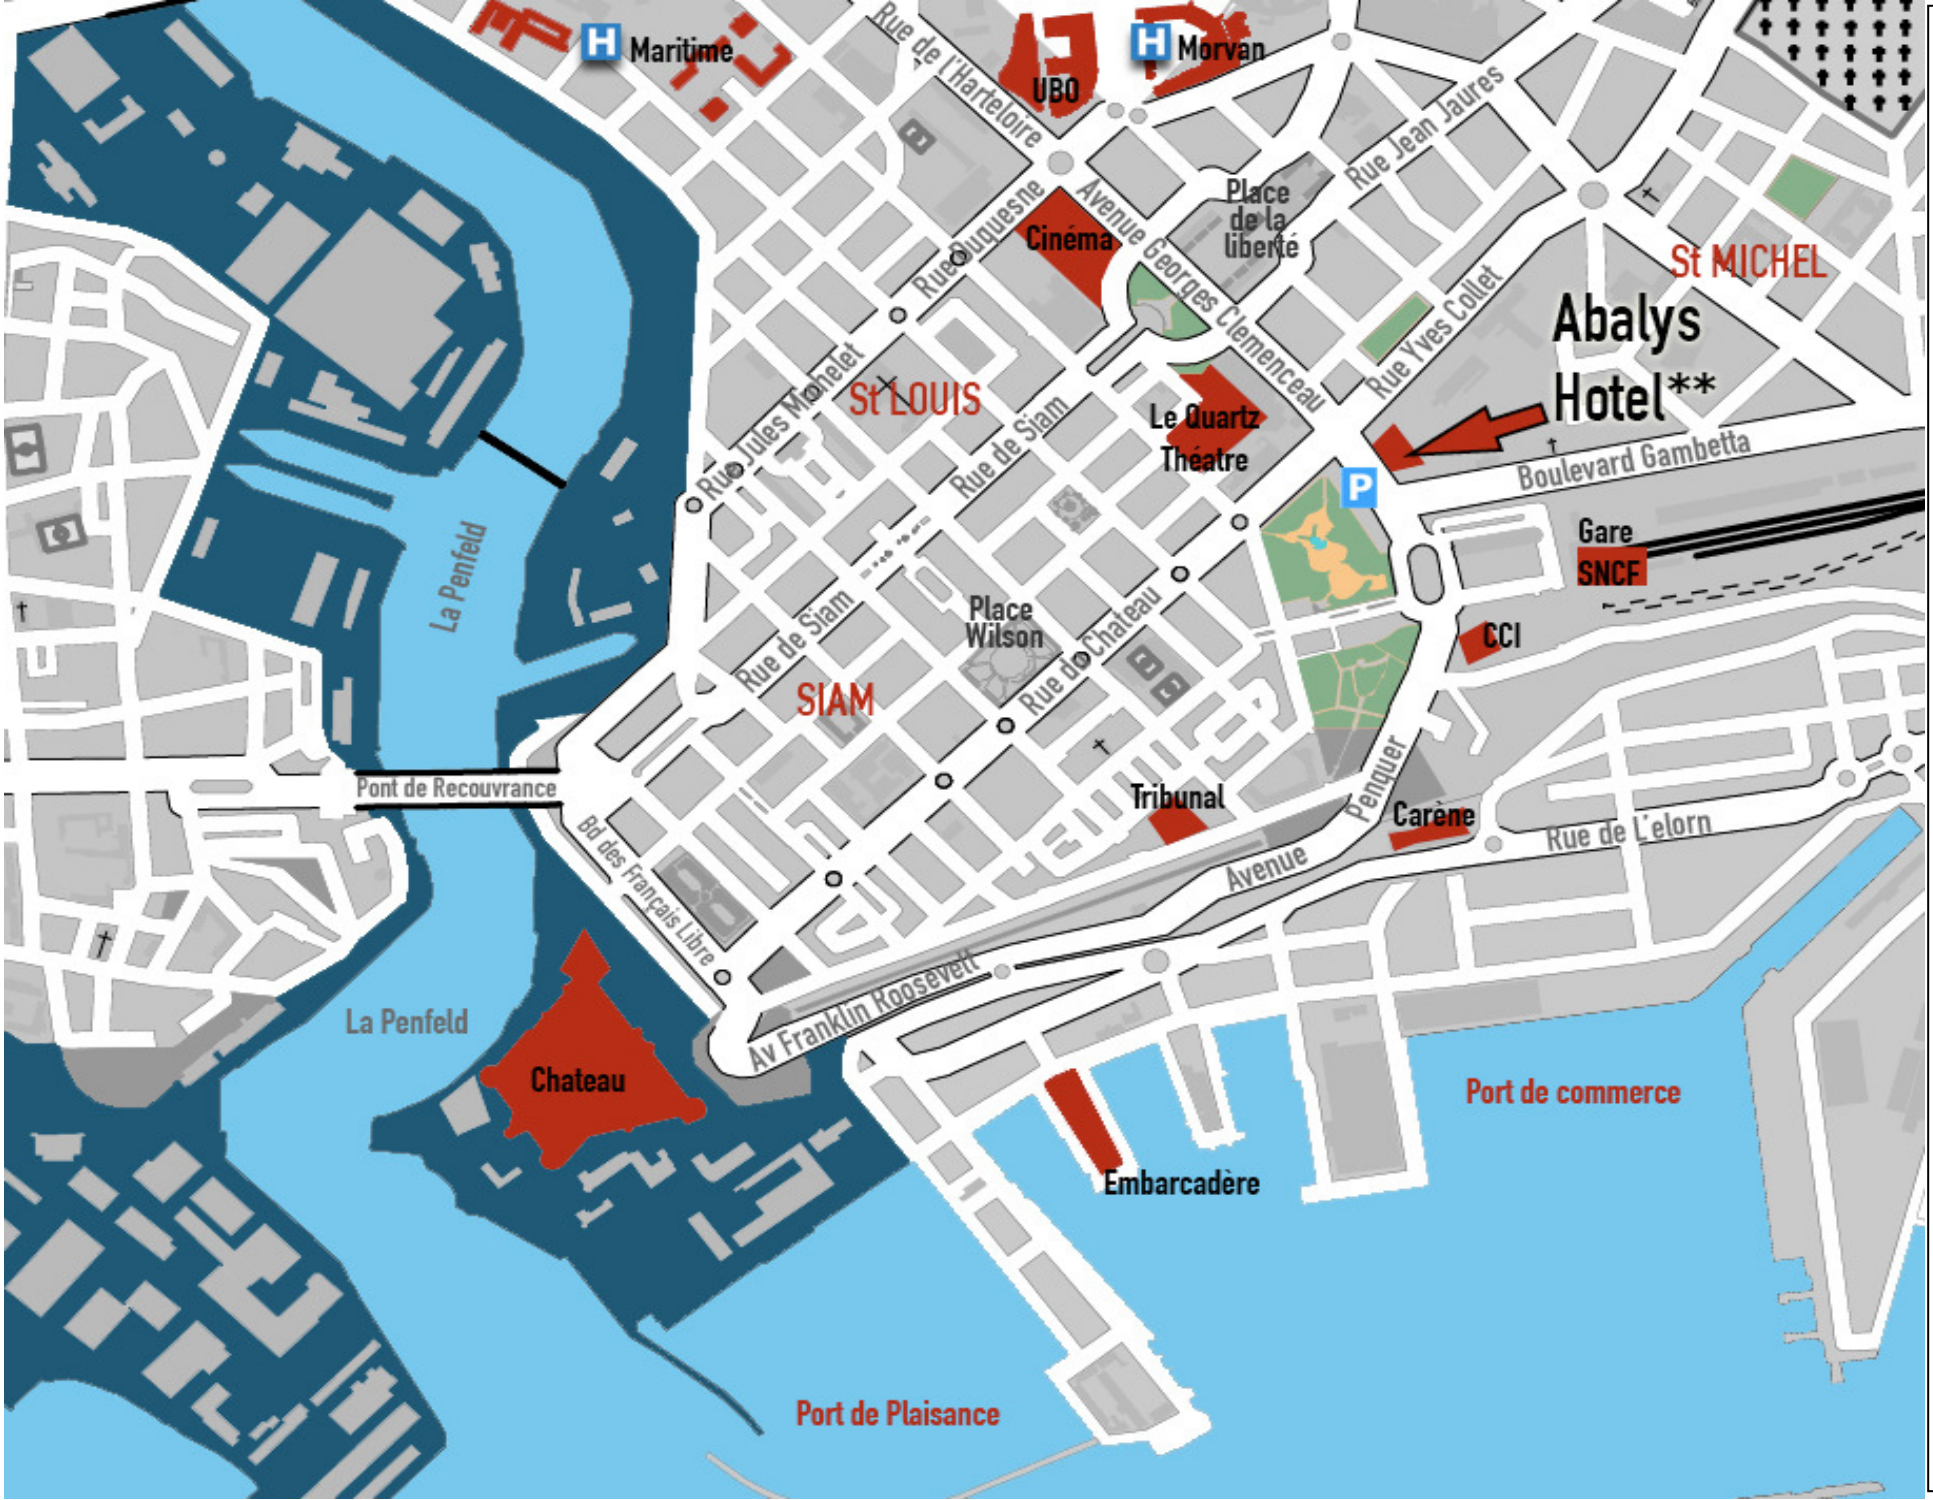 H Maritime
Rue de l'Harteloire
UBO
H Morvan
Rue Jean Jaures
Place
de la
liberté
Avenue Georges Clemenceau
Cinéma
Rue Duquesne
St MICHEL
Rue Yves Collet
Abalys
Hotel**
Rue Jules Michelet
St LOUIS
Rue de Siam
Le Quartz
Théatre
Boulevard Gambetta
P
Gare
SNCF
La Penfeld
Place
Wilson
Rue de Siam
Rue du Chateau
CCI
SIAM
Pont de Recouvrance
Tribunal
Penquer
Carène
Rue de L'elorn
Bd des Français Libre
Avenue
Av Franklin Roosevelt
La Penfeld
Chateau
Port de commerce
Embarcadère
Port de Plaisance